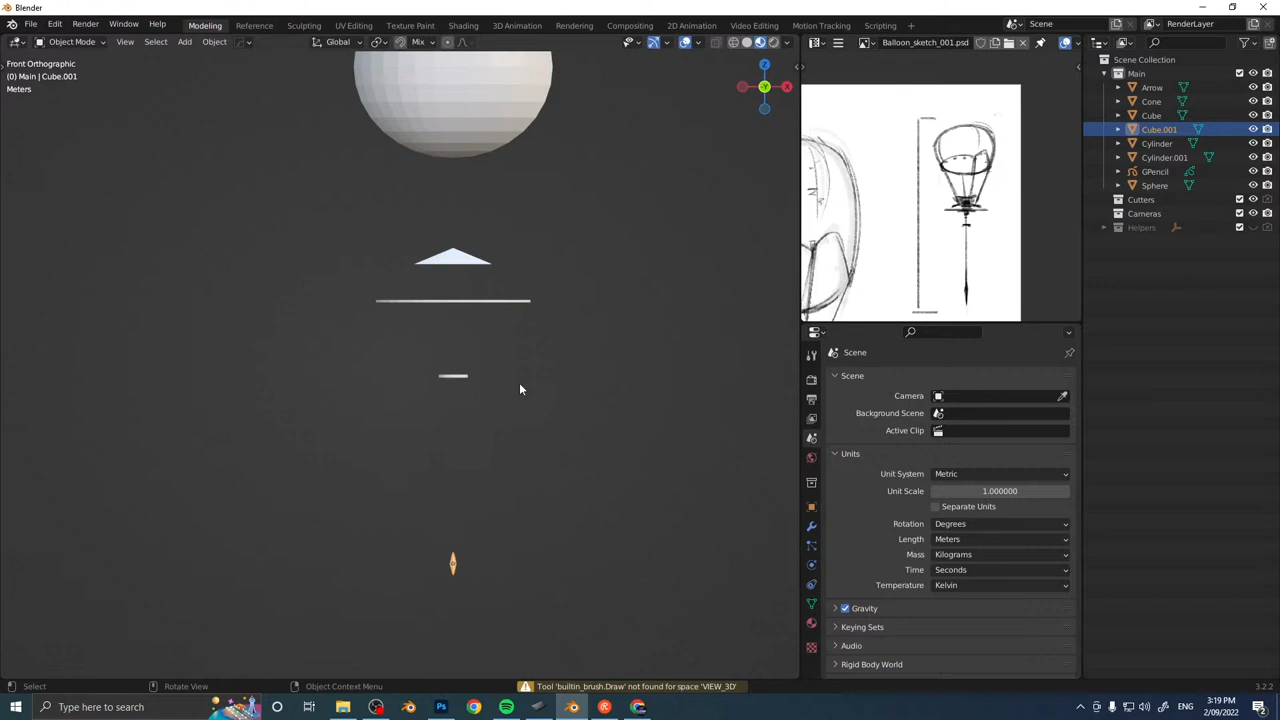 Blender
File Edit Render Window Help Modeling Reference Sculpting UV Editing Texture Paint Shading 3D Animation Rendering Compositing 2D Animation Video Editing Motion Tracking Scripting + Scene RenderLayer
Object Mode View Select Add Object Global Mix Balloon_sketch_001.psd
Front Orthographic
(0) Main | Cube.001
Meters
Z
Y
X
Scene Collection
Main
Arrow
Cone
Cube
Cube.001
Cylinder
Cylinder.001
GPencil
Sphere
Cutters
Cameras
Helpers
Scene
Scene
Camera
Background Scene
Active Clip
Units
Unit System Metric
Unit Scale 1.000000
Separate Units
Rotation Degrees
Length Meters
Mass Kilograms
Time Seconds
Temperature Kelvin
Gravity
Keying Sets
Audio
Rigid Body World
Select Rotate View Object Context Menu Tool 'builtin_brush.Draw' not found for space 'VIEW_3D' 3.2.2
Type here to search
Ps
ENG
3:19 PM
2/09/2022